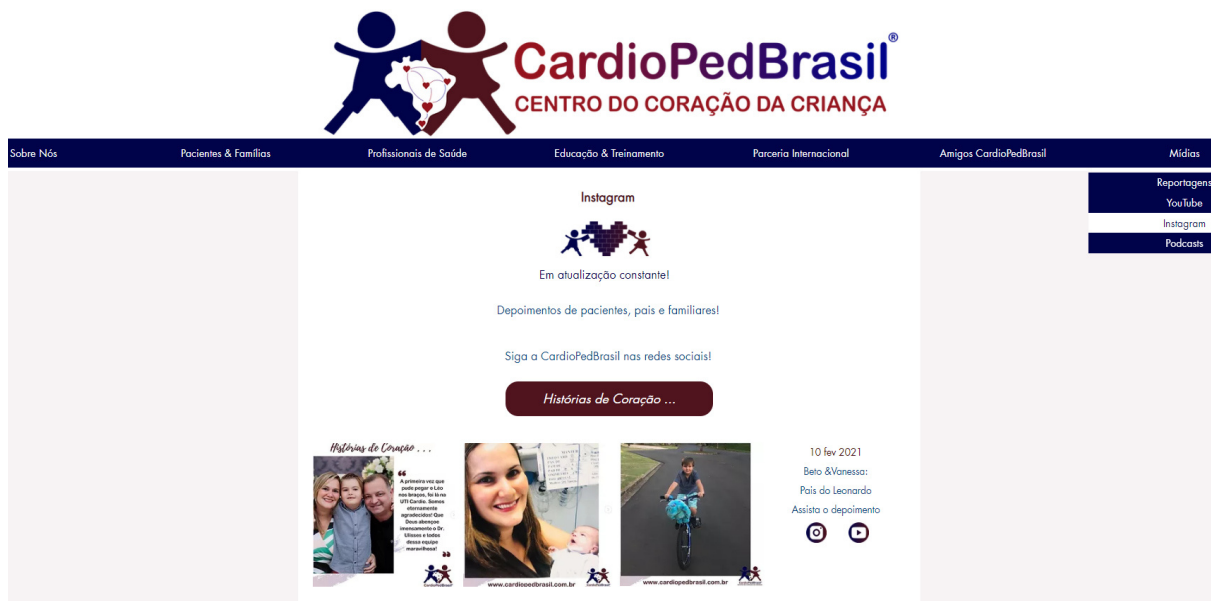 CardioPedBrasil®
CENTRO DO CORAÇÃO DA CRIANÇA
Sobre Nós
Pacientes & Famílias
Profissionais de Saúde
Educação & Treinamento
Parceria Internacional
Amigos CardioPedBrasil
Mídias
Reportagens
YouTube
Instagram
Podcasts
Instagram
Em atualização constante!
Depoimentos de pacientes, pais e familiares!
Siga a CardioPedBrasil nas redes sociais!
Histórias de Coração ...
Histórias de Coração . . .
“
A primeira vez que
pude pegar o Léo
nos braços, foi lá na
UTI Cardio. Somos
eternamente
agradecidos! Que
Deus abençoe
imensamente o Dr.
Ulisses e todos
dessa equipe
maravilhosa!
”
CardioPedBrasil
www.cardiopedbrasil.com.br
CardioPedBrasil
www.cardiopedbrasil.com.br
CardioPedBrasil
10 fev 2021
Beto &Vanessa:
Pais do Leonardo
Assista o depoimento